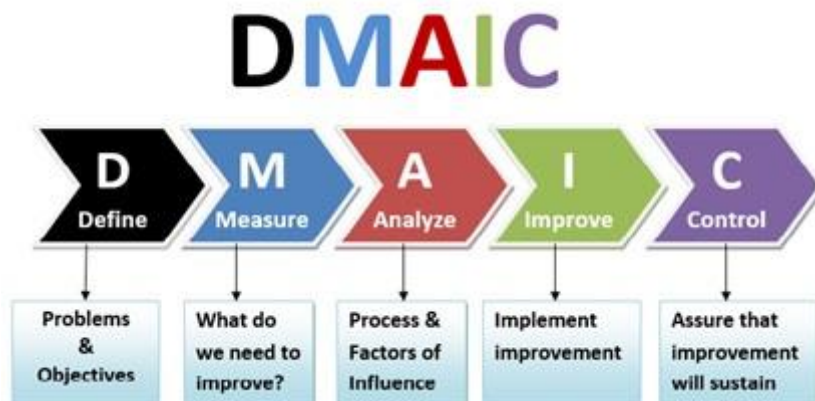 DMAIC
D
Define
M
Measure
A
Analyze
I
Improve
C
Control
Problems
&
Objectives
What do
we need to
improve?
Process &
Factors of
Influence
Implement
improvement
Assure that
improvement
will sustain